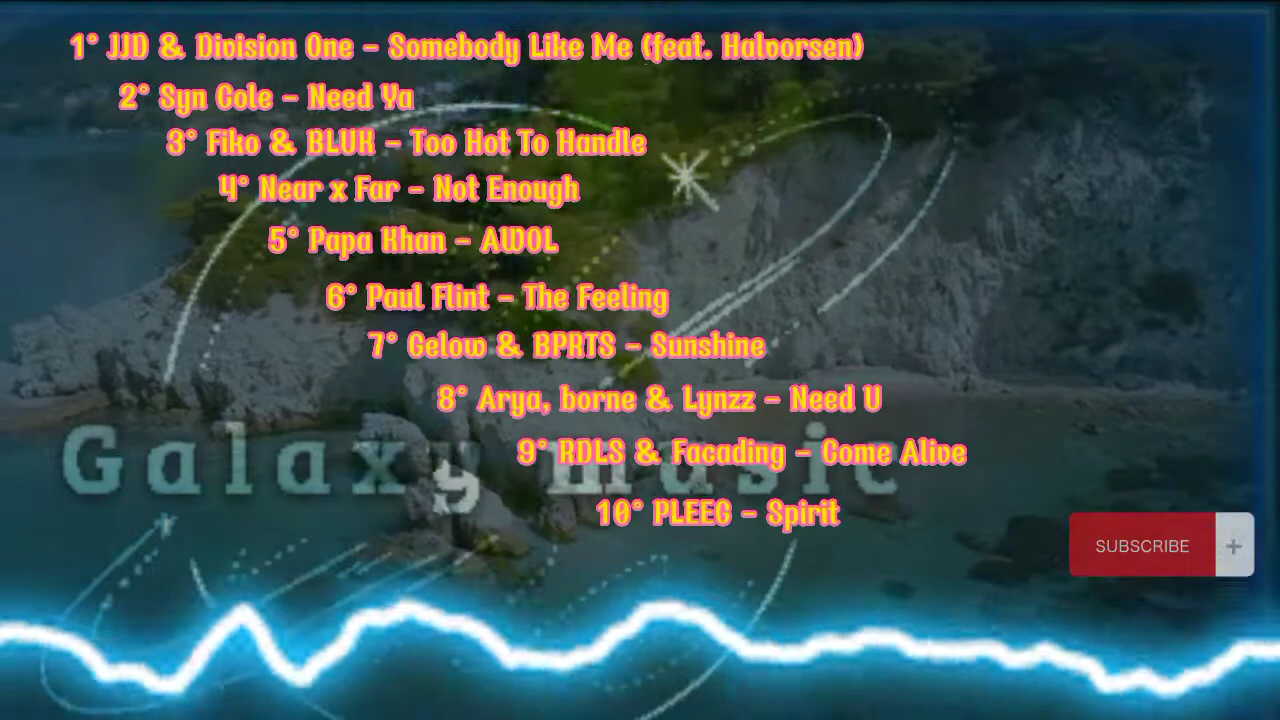 1° JJD & Division One - Somebody Like Me (feat. Halvorsen)
2° Syn Cole - Need Ya
3° Fiko & BLUK - Too Hot To Handle
4° Near x Far - Not Enough
5° Papa Khan - AWOL
6° Paul Flint - The Feeling
7° Gelow & BPRTS - Sunshine
8° Arya, borne & Lynzz - Need U
9° RDLS & Facading - Come Alive
Galaxy music
10° PLEEG - Spirit
SUBSCRIBE +